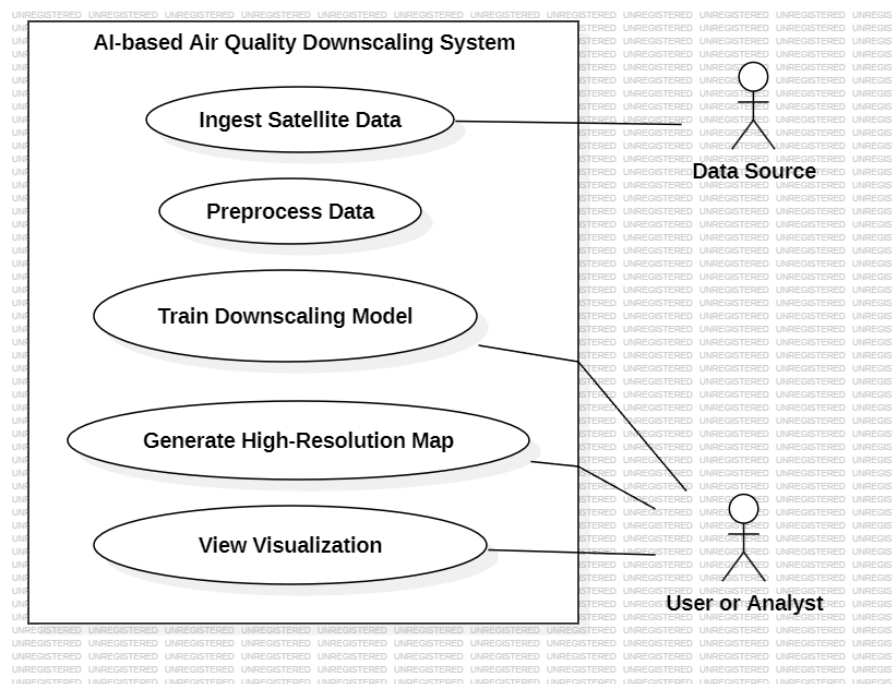 AI-based Air Quality Downscaling System
Ingest Satellite Data
Data Source
Preprocess Data
Train Downscaling Model
Generate High-Resolution Map
View Visualization
User or Analyst
UNREGISTERED